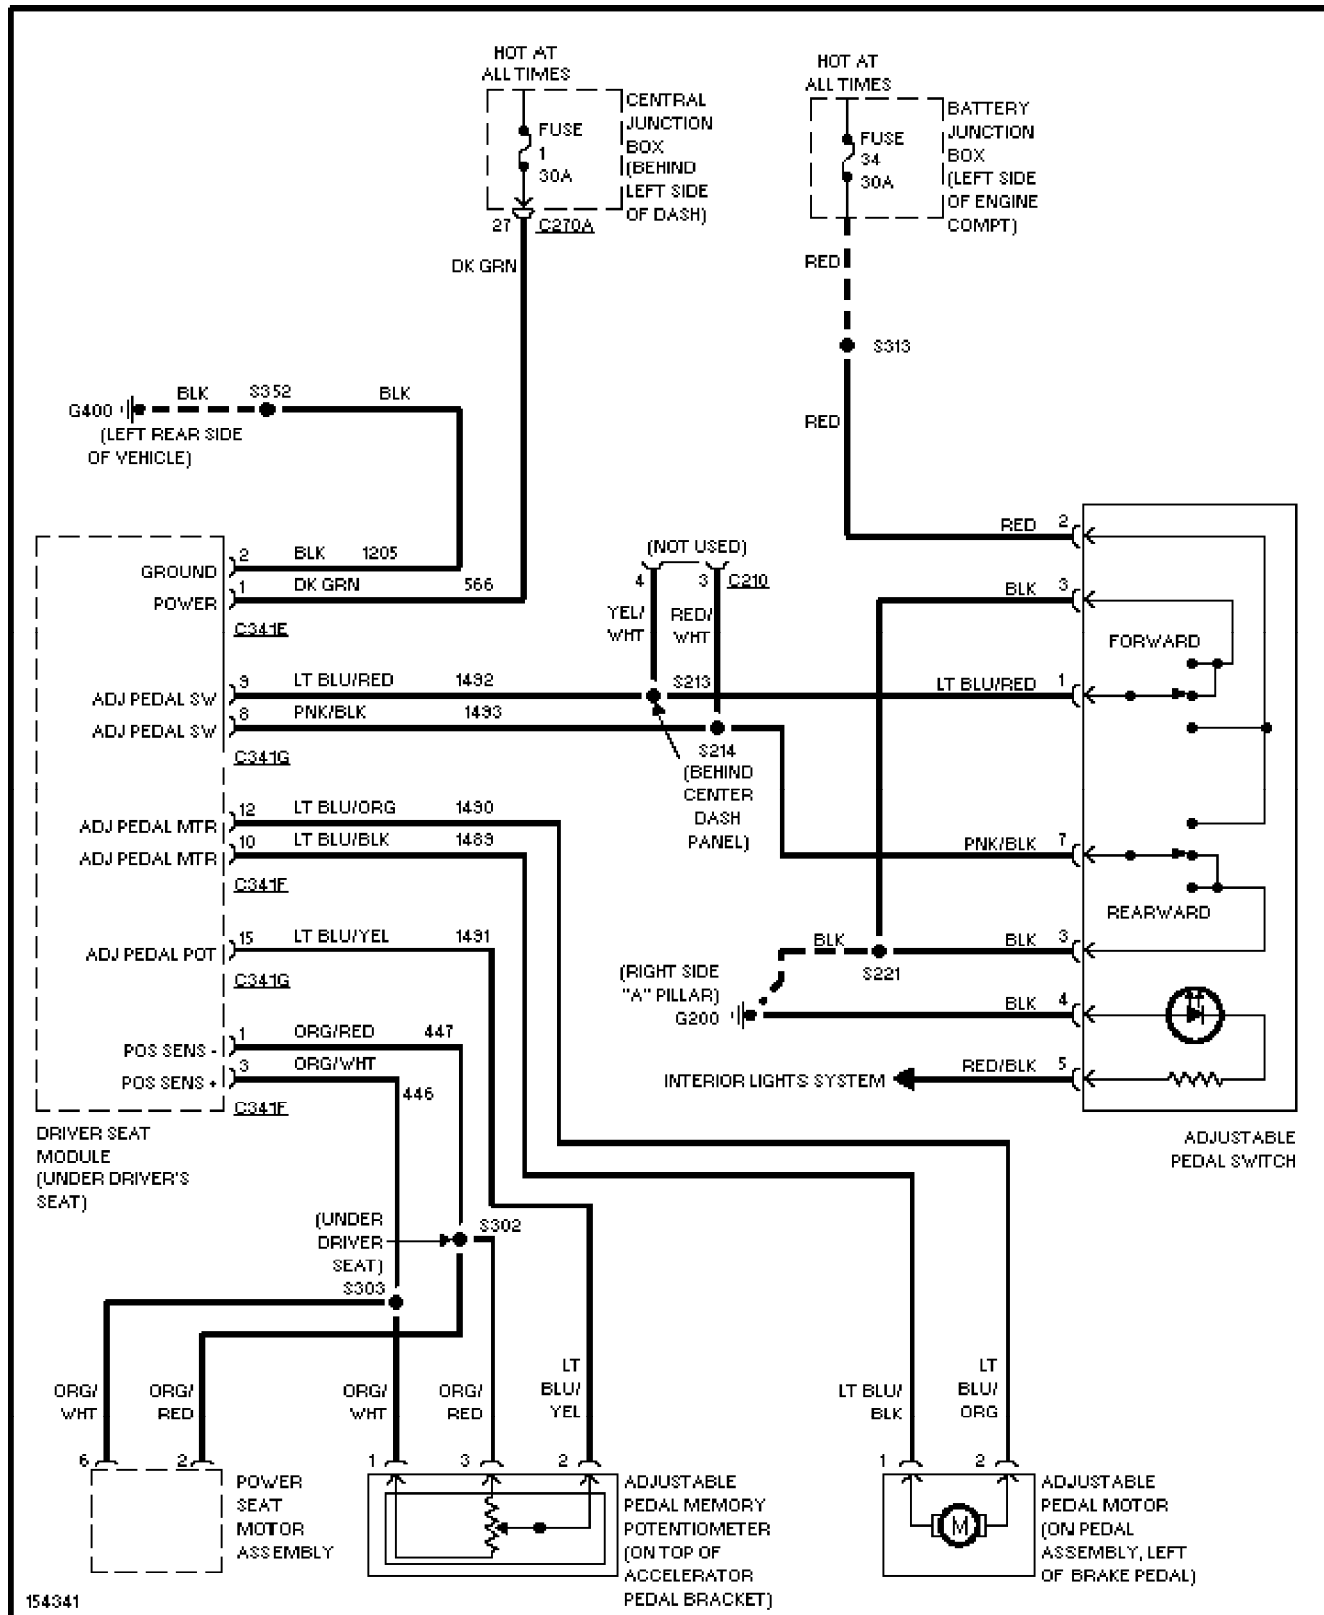 HOT AT
ALL TIMES
CENTRAL
JUNCTION
BOX
(BEHIND
LEFT SIDE
OF DASH)
FUSE
1
30A
27 C270A
DK GRN
HOT AT
ALL TIMES
BATTERY
JUNCTION
BOX
(LEFT SIDE
OF ENGINE
COMPT)
FUSE
34
30A
RED
S313
RED
BLK S352 BLK
G400
(LEFT REAR SIDE
OF VEHICLE)
GROUND 2 BLK 1205
POWER 1 DK GRN 566
C341E
ADJ PEDAL SW 9 LT BLU/RED 1492
ADJ PEDAL SW 8 PNK/BLK 1493
C341G
ADJ PEDAL MTR 12 LT BLU/ORG 1490
ADJ PEDAL MTR 10 LT BLU/BLK 1489
C341F
ADJ PEDAL POT 15 LT BLU/YEL 1491
C341G
POS SENS - 1 ORG/RED 447
POS SENS + 3 ORG/WHT
446
C341F
DRIVER SEAT
MODULE
(UNDER DRIVER'S
SEAT)
(NOT USED)
4 3 C210
YEL/
WHT
RED/
WHT
S213
S214
(BEHIND
CENTER
DASH
PANEL)
RED 2
BLK 3
FORWARD
LT BLU/RED 1
PNK/BLK 7
REARWARD
BLK BLK 3
S221
(RIGHT SIDE
"A" PILLAR)
G200
BLK 4
INTERIOR LIGHTS SYSTEM RED/BLK 5
ADJUSTABLE
PEDAL SWITCH
(UNDER
DRIVER
SEAT)
S302
S303
ORG/
WHT
6
ORG/
RED
2
POWER
SEAT
MOTOR
ASSEMBLY
ORG/
WHT
1
ORG/
RED
3
LT
BLU/
YEL
2
ADJUSTABLE
PEDAL MEMORY
POTENTIOMETER
(ON TOP OF
ACCELERATOR
PEDAL BRACKET)
LT BLU/
BLK
1
LT
BLU/
ORG
2
M
ADJUSTABLE
PEDAL MOTOR
(ON PEDAL
ASSEMBLY, LEFT
OF BRAKE PEDAL)
154341